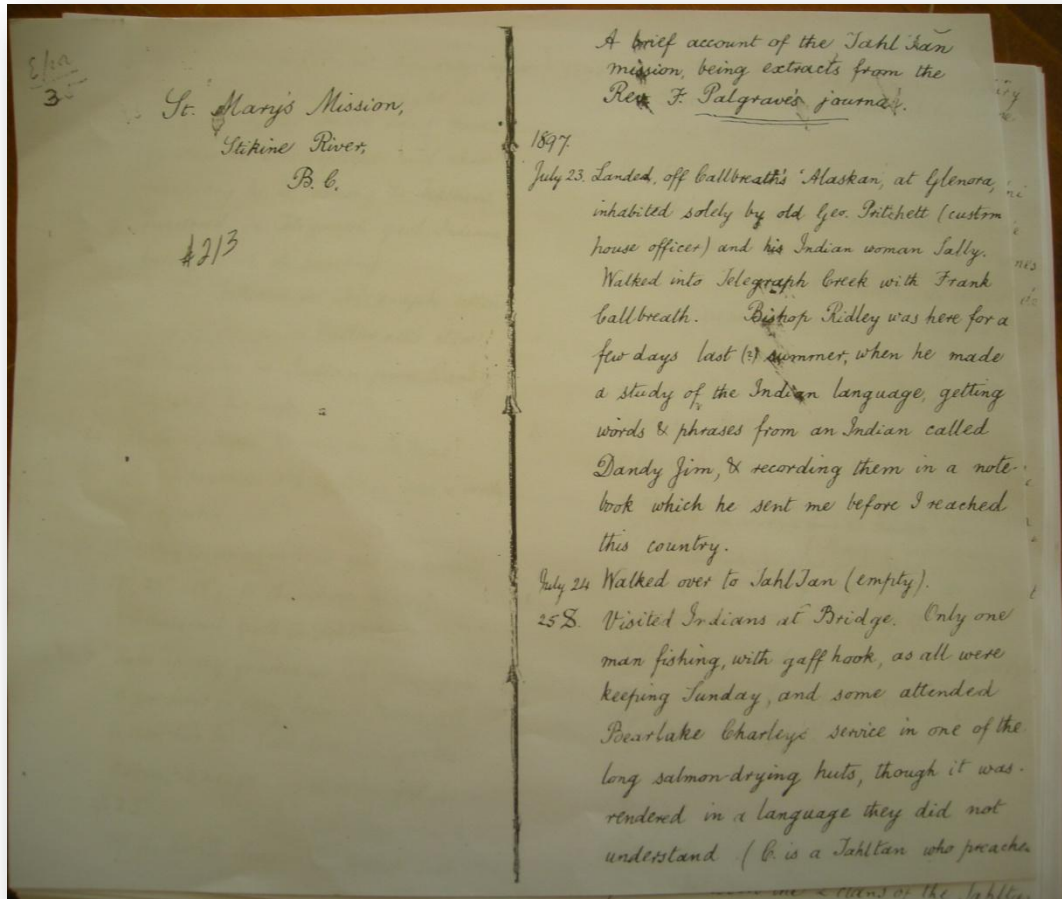 3
St. Mary's Mission,
Stikine River,
B.C.
#213
A brief account of the Tahl Tan
mission, being extracts from the
Rev. F. Palgrave's journal.
1897.
July 23. Landed, off Callbreath's 'Alaskan, at Glenora,
inhabited solely by old Geo. Pritchett (custom
house officer) and his Indian woman Sally.
Walked into Telegraph Creek with Frank
Callbreath. Bishop Ridley was here for a
few days last (?) summer, when he made
a study of the Indian language, getting
words & phrases from an Indian called
Dandy Jim, & recording them in a note-
book which he sent me before I reached
this country.
July 24 Walked over to TahlTan (empty).
25 S. Visited Indians at Bridge. Only one
man fishing, with gaff hook, as all were
keeping Sunday, and some attended
Bearlake Charley's service in one of the
long salmon-drying huts, though it was
rendered in a language they did not
understand (C. is a Tahltan who preaches